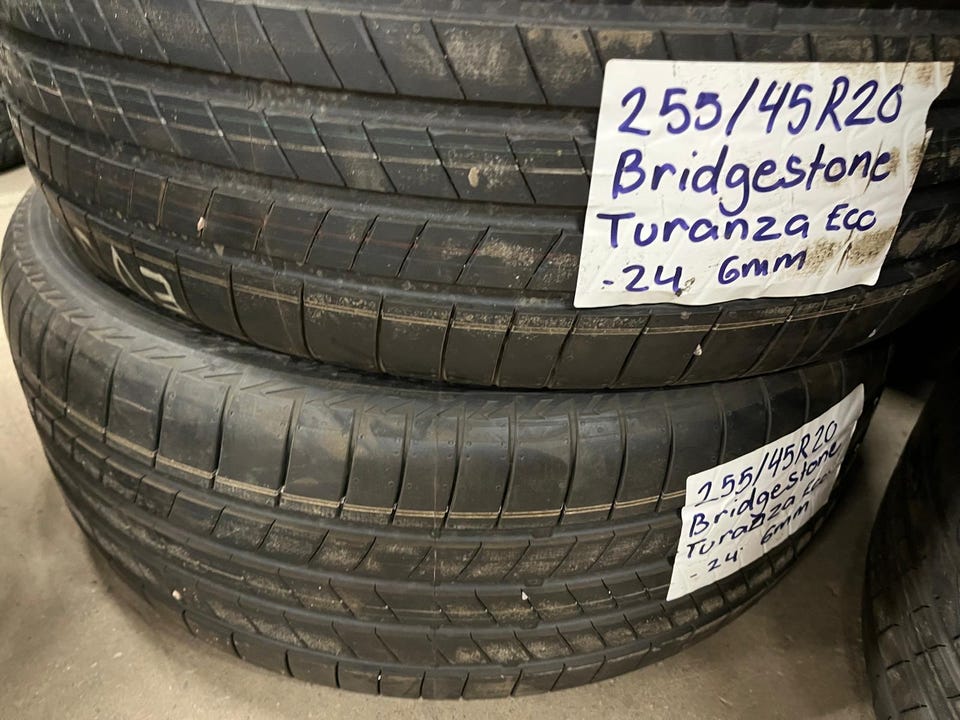 255/45R20
Bridgestone
Turanza Eco
-24 6mm
255/45R20
Bridgestone
Turanza Eco
-24 6mm